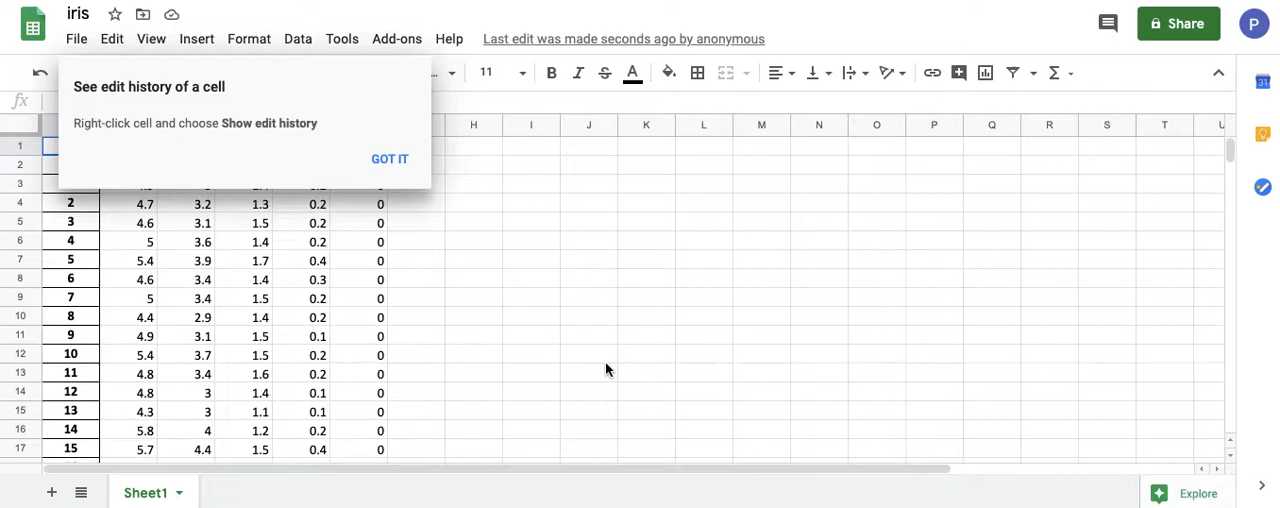 iris
File Edit View Insert Format Data Tools Add-ons Help Last edit was made seconds ago by anonymous
Share
P
11 B I S A Σ
31
fx
See edit history of a cell
Right-click cell and choose Show edit history
GOT IT
H I J K L M N O P Q R S T U
1
2
3
4 2 4.7 3.2 1.3 0.2 0
5 3 4.6 3.1 1.5 0.2 0
6 4 5 3.6 1.4 0.2 0
7 5 5.4 3.9 1.7 0.4 0
8 6 4.6 3.4 1.4 0.3 0
9 7 5 3.4 1.5 0.2 0
10 8 4.4 2.9 1.4 0.2 0
11 9 4.9 3.1 1.5 0.1 0
12 10 5.4 3.7 1.5 0.2 0
13 11 4.8 3.4 1.6 0.2 0
14 12 4.8 3 1.4 0.1 0
15 13 4.3 3 1.1 0.1 0
16 14 5.8 4 1.2 0.2 0
17 15 5.7 4.4 1.5 0.4 0
Sheet1
Explore